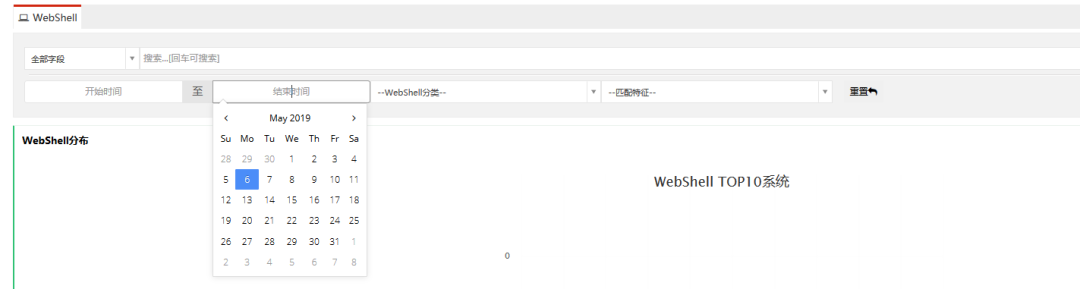 WebShell
全部字段 搜索...[回车可搜索]
开始时间 至 结束时间 --WebShell分类-- --匹配特征-- 重置
May 2019
Su Mo Tu We Th Fr Sa
28 29 30 1 2 3 4
5 6 7 8 9 10 11
12 13 14 15 16 17 18
19 20 21 22 23 24 25
26 27 28 29 30 31 1
2 3 4 5 6 7 8
WebShell分布
WebShell TOP10系统
0